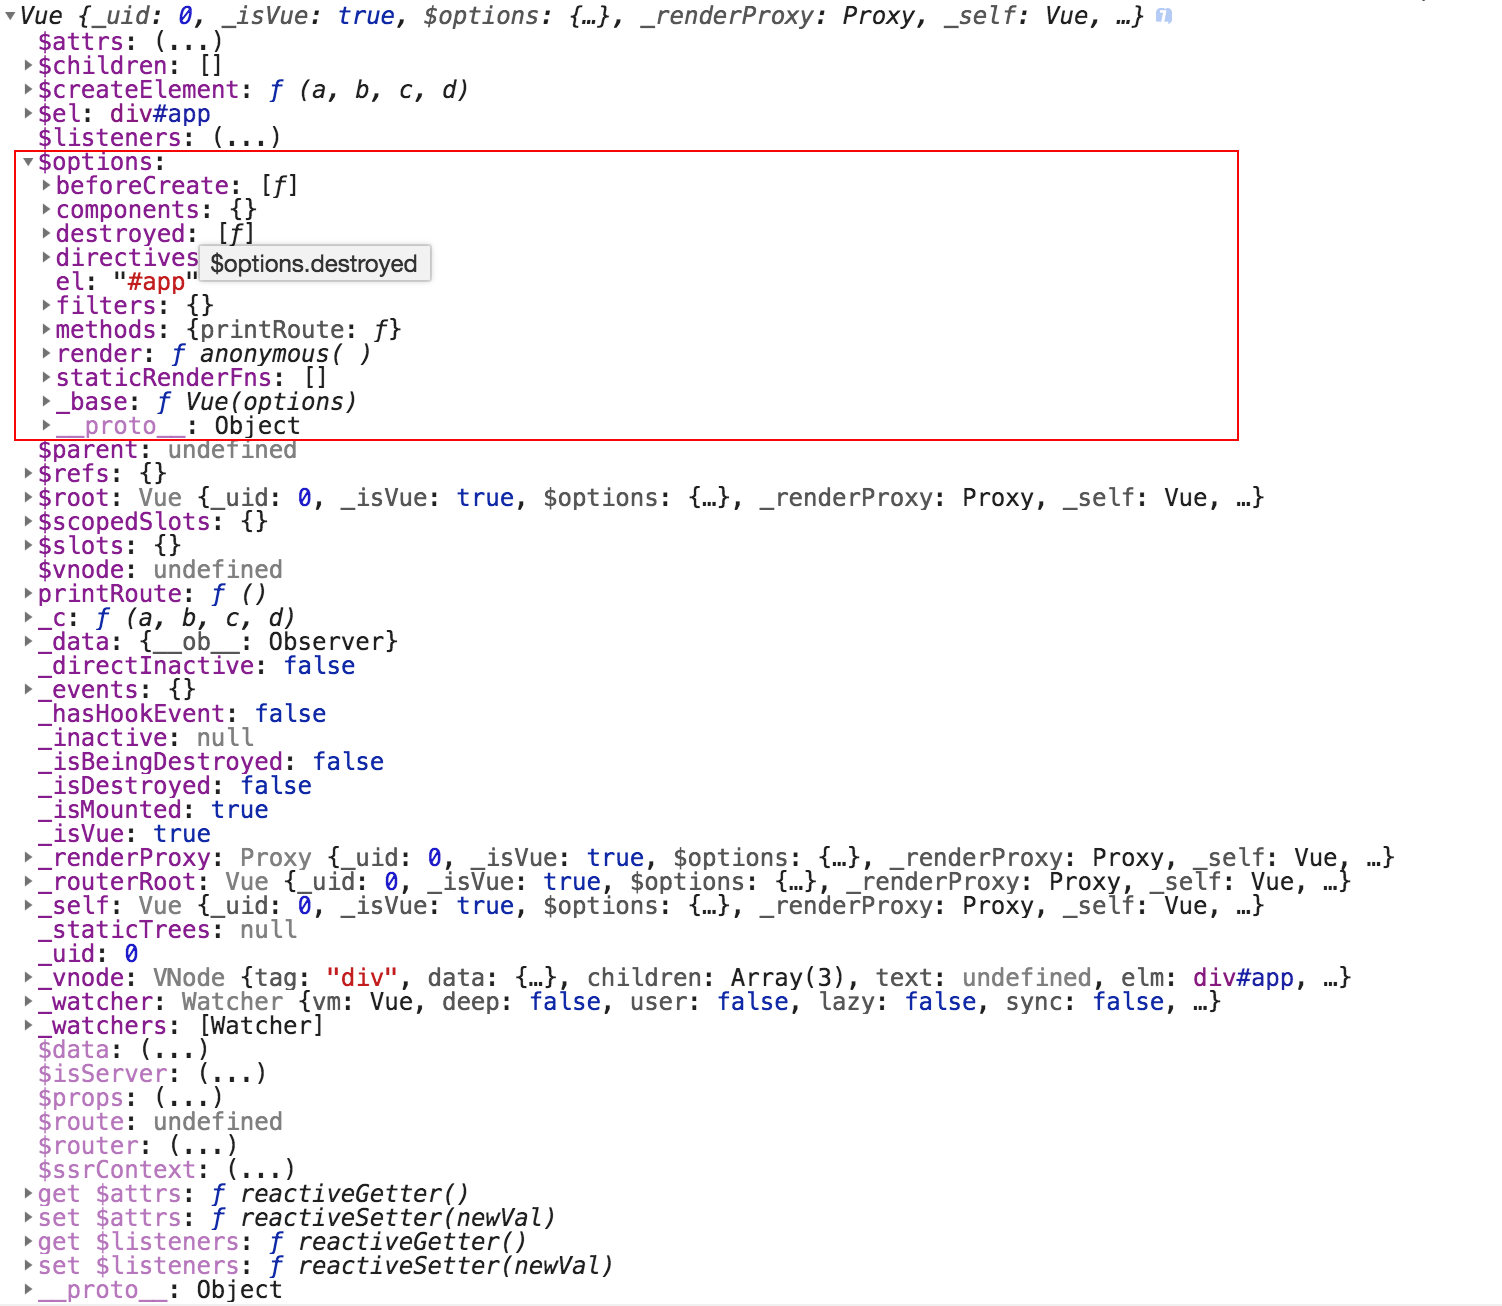 Vue {_uid: 0, _isVue: true, $options: {…}, _renderProxy: Proxy, _self: Vue, …}
$attrs: (...)
$children: []
$createElement: ƒ (a, b, c, d)
$el: div#app
$listeners: (...)
$options:
beforeCreate: [ƒ]
components: {}
destroyed: [ƒ]
directives
$options.destroyed
el: "#app"
filters: {}
methods: {printRoute: ƒ}
render: ƒ anonymous( )
staticRenderFns: []
_base: ƒ Vue(options)
__proto__: Object
$parent: undefined
$refs: {}
$root: Vue {_uid: 0, _isVue: true, $options: {…}, _renderProxy: Proxy, _self: Vue, …}
$scopedSlots: {}
$slots: {}
$vnode: undefined
printRoute: ƒ ()
_c: ƒ (a, b, c, d)
_data: {__ob__: Observer}
_directInactive: false
_events: {}
_hasHookEvent: false
_inactive: null
_isBeingDestroyed: false
_isDestroyed: false
_isMounted: true
_isVue: true
_renderProxy: Proxy {_uid: 0, _isVue: true, $options: {…}, _renderProxy: Proxy, _self: Vue, …}
_routerRoot: Vue {_uid: 0, _isVue: true, $options: {…}, _renderProxy: Proxy, _self: Vue, …}
_self: Vue {_uid: 0, _isVue: true, $options: {…}, _renderProxy: Proxy, _self: Vue, …}
_staticTrees: null
_uid: 0
_vnode: VNode {tag: "div", data: {…}, children: Array(3), text: undefined, elm: div#app, …}
_watcher: Watcher {vm: Vue, deep: false, user: false, lazy: false, sync: false, …}
_watchers: [Watcher]
$data: (...)
$isServer: (...)
$props: (...)
$route: undefined
$router: (...)
$ssrContext: (...)
get $attrs: ƒ reactiveGetter()
set $attrs: ƒ reactiveSetter(newVal)
get $listeners: ƒ reactiveGetter()
set $listeners: ƒ reactiveSetter(newVal)
__proto__: Object